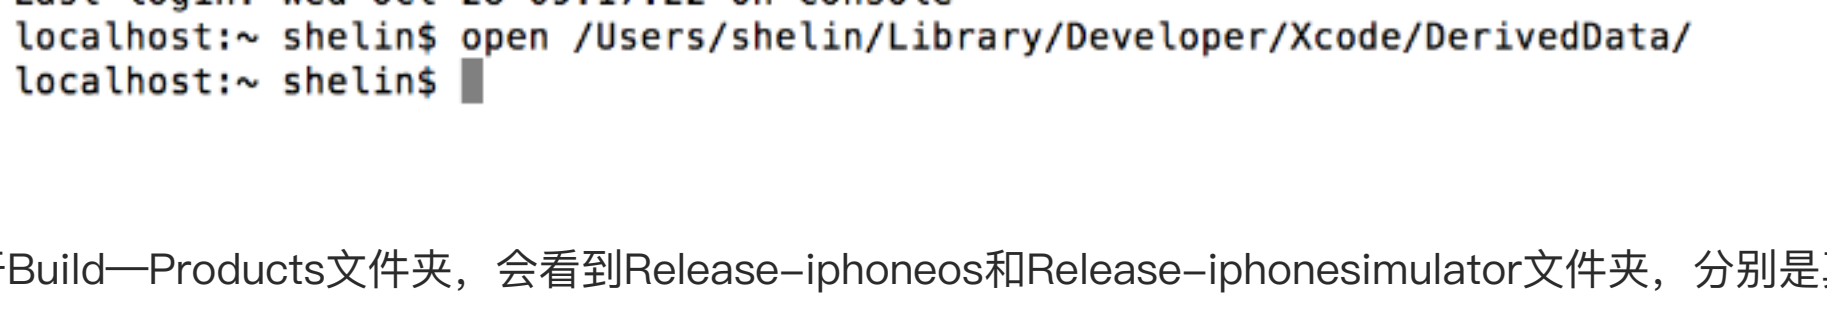 localhost:~ shelin$ open /Users/shelin/Library/Developer/Xcode/DerivedData/
localhost:~ shelin$
Build—Products文件夹，会看到Release-iphoneos和Release-iphonesimulator文件夹，分别是